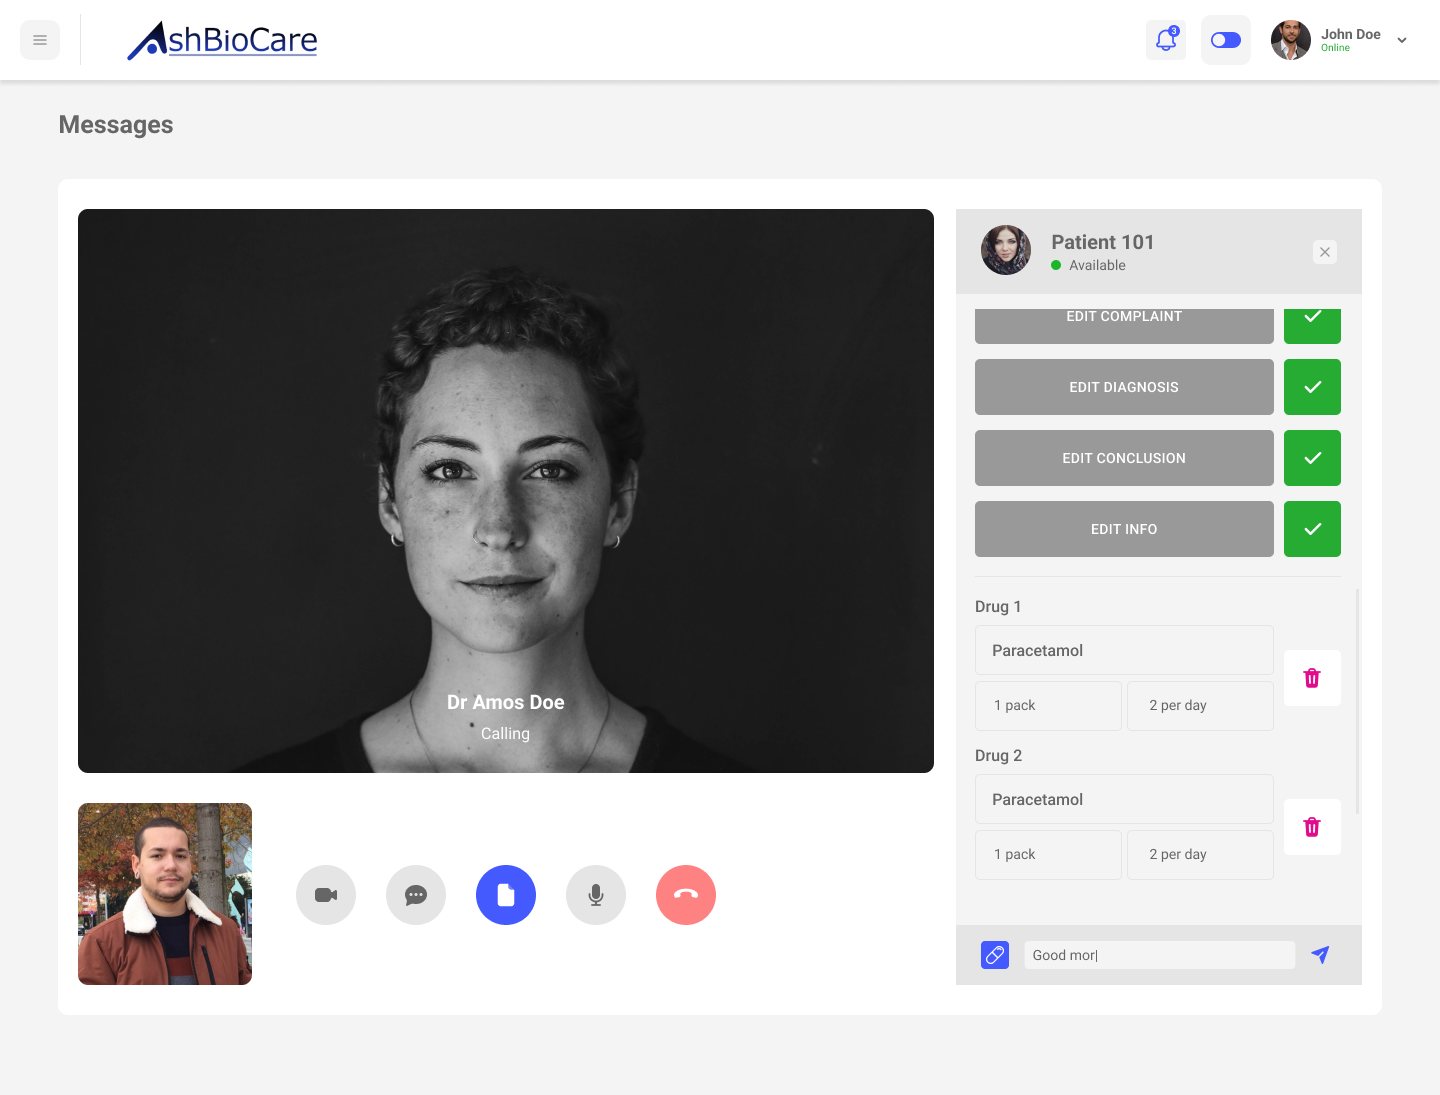 AshBioCare
3
John Doe
Online
Messages
Patient 101
Available
EDIT COMPLAINT
EDIT DIAGNOSIS
EDIT CONCLUSION
EDIT INFO
Drug 1
Paracetamol
1 pack
2 per day
Drug 2
Paracetamol
1 pack
2 per day
Good mor
Dr Amos Doe
Calling